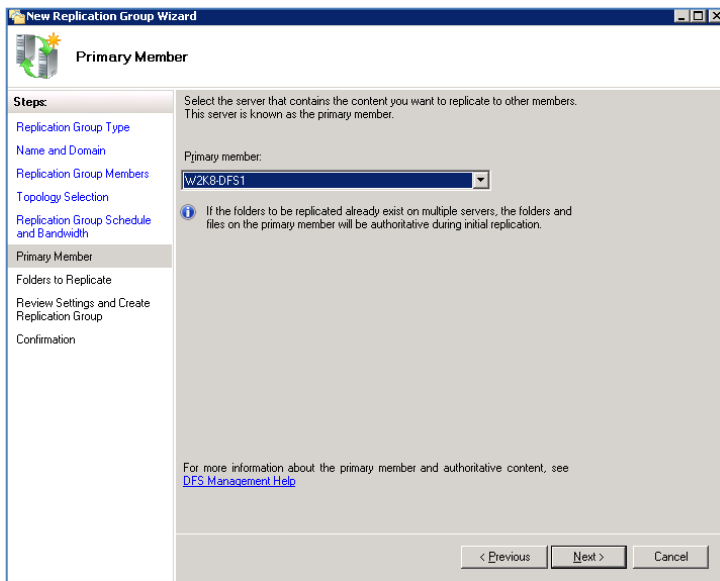 New Replication Group Wizard
Primary Member
Steps:
Replication Group Type
Name and Domain
Replication Group Members
Topology Selection
Replication Group Schedule
and Bandwidth
Primary Member
Folders to Replicate
Review Settings and Create
Replication Group
Confirmation
Select the server that contains the content you want to replicate to other members.
This server is known as the primary member.
Primary member:
W2K8-DFS1
If the folders to be replicated already exist on multiple servers, the folders and
files on the primary member will be authoritative during initial replication.
For more information about the primary member and authoritative content, see
DFS Management Help
< Previous
Next >
Cancel